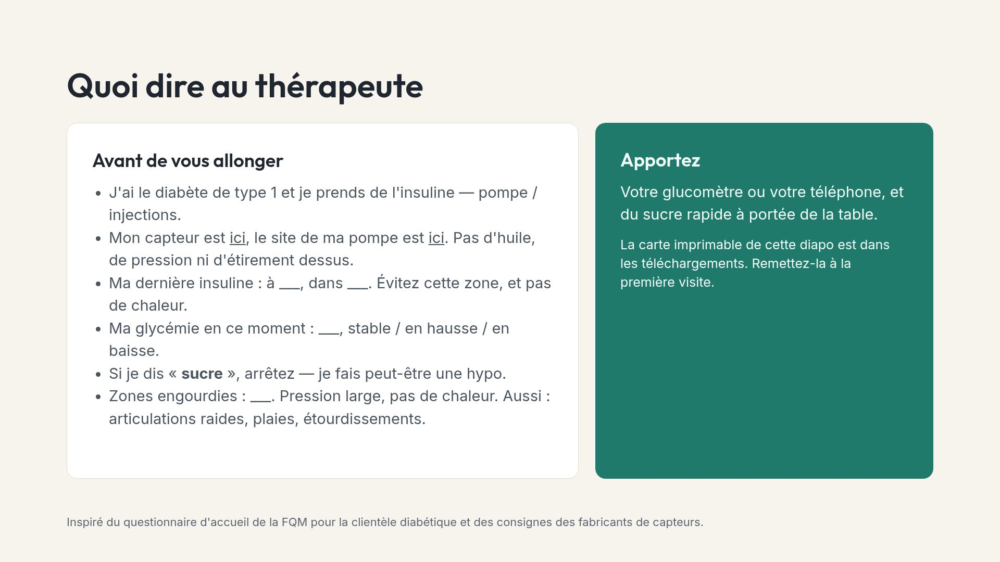 Quoi dire au thérapeute
Avant de vous allonger
• J'ai le diabète de type 1 et je prends de l'insuline — pompe /
injections.
• Mon capteur est ici, le site de ma pompe est ici. Pas d'huile,
de pression ni d'étirement dessus.
• Ma dernière insuline : à ___, dans ___. Évitez cette zone, et pas
de chaleur.
• Ma glycémie en ce moment : ___, stable / en hausse / en
baisse.
• Si je dis « sucre », arrêtez — je fais peut-être une hypo.
• Zones engourdies : ___. Pression large, pas de chaleur. Aussi :
articulations raides, plaies, étourdissements.
Apportez
Votre glucomètre ou votre téléphone, et
du sucre rapide à portée de la table.
La carte imprimable de cette diapo est dans
les téléchargements. Remettez-la à la
première visite.
Inspiré du questionnaire d'accueil de la FQM pour la clientèle diabétique et des consignes des fabricants de capteurs.